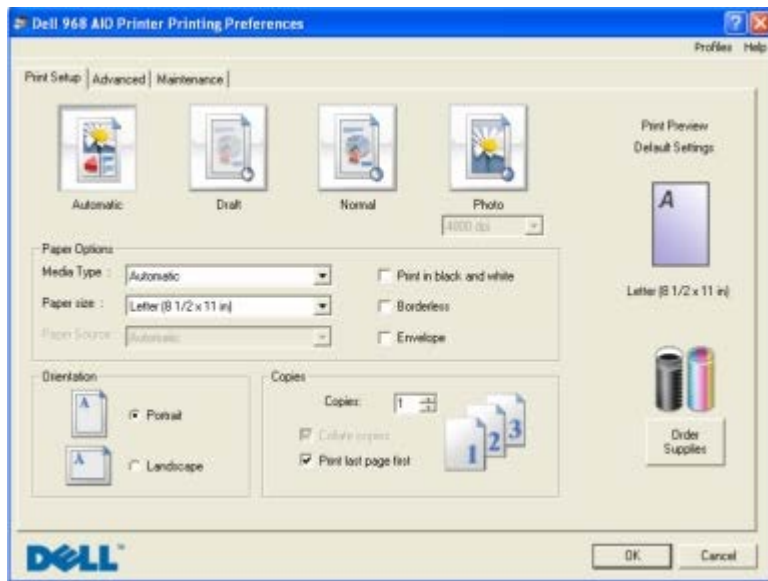 Dell 968 AIO Printer Printing Preferences
Profiles Help
Print Setup Advanced Maintenance
Automatic
Draft
Normal
Photo
4800 dpi
Print Preview
Default Settings
A
Letter (8 1/2 x 11 in)
Paper Options
Media Type : Automatic
Print in black and white
Paper size : Letter (8 1/2 x 11 in)
Borderless
Paper Source : Automatic
Envelope
Orientation
A Portrait
A Landscape
Copies
Copies: 1
Collate copies
Print last page first
1 2 3
Order
Supplies
DELL™
OK Cancel